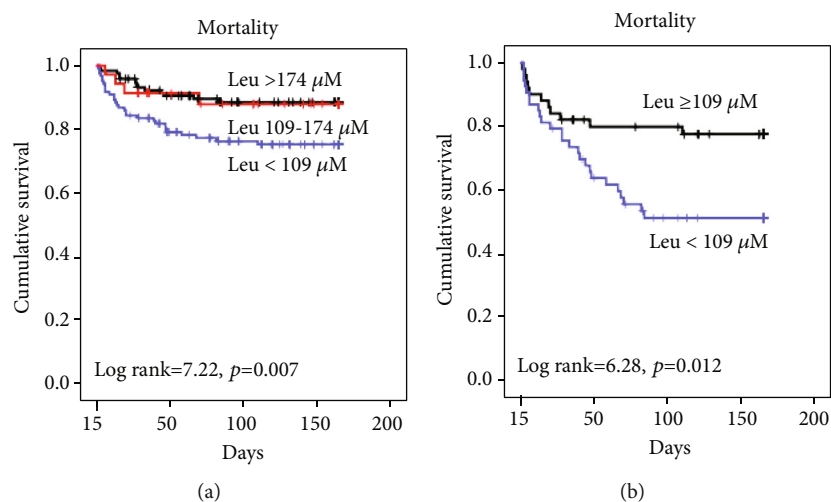 Mortality
Cumulative survival
1.0
0.8
0.6
0.4
0.2
0.0
Leu >174 μM
Leu 109-174 μM
Leu < 109 μM
Log rank=7.22, p=0.007
15 50 100 150 200
Days
(a)
Mortality
Cumulative survival
1.0
0.8
0.6
0.4
0.2
0.0
Leu ≥109 μM
Leu < 109 μM
Log rank=6.28, p=0.012
15 50 100 150 200
Days
(b)